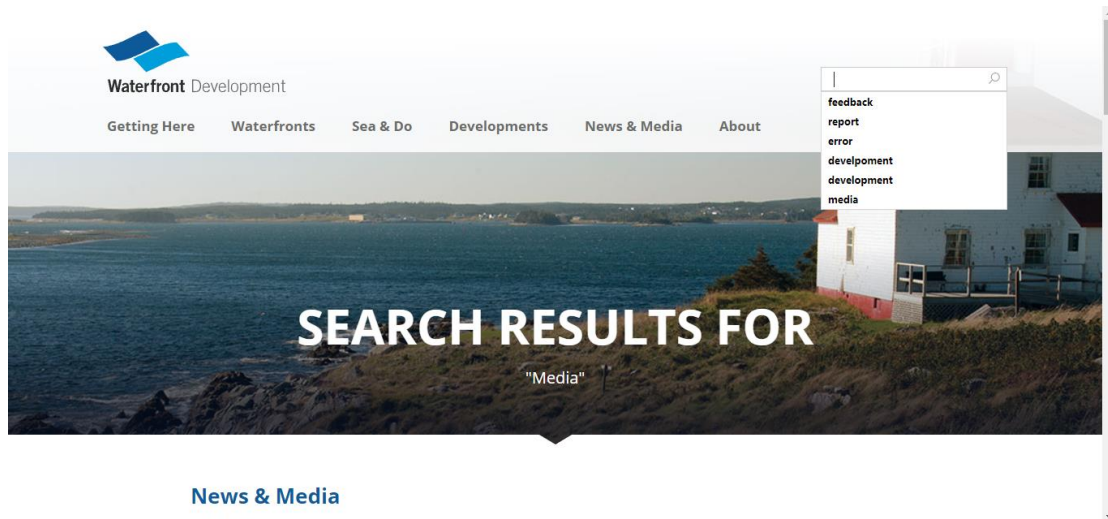 Waterfront Development
Getting Here Waterfronts Sea & Do Developments News & Media About
feedback
report
error
develpoment
development
media
SEARCH RESULTS FOR
"Media"
News & Media